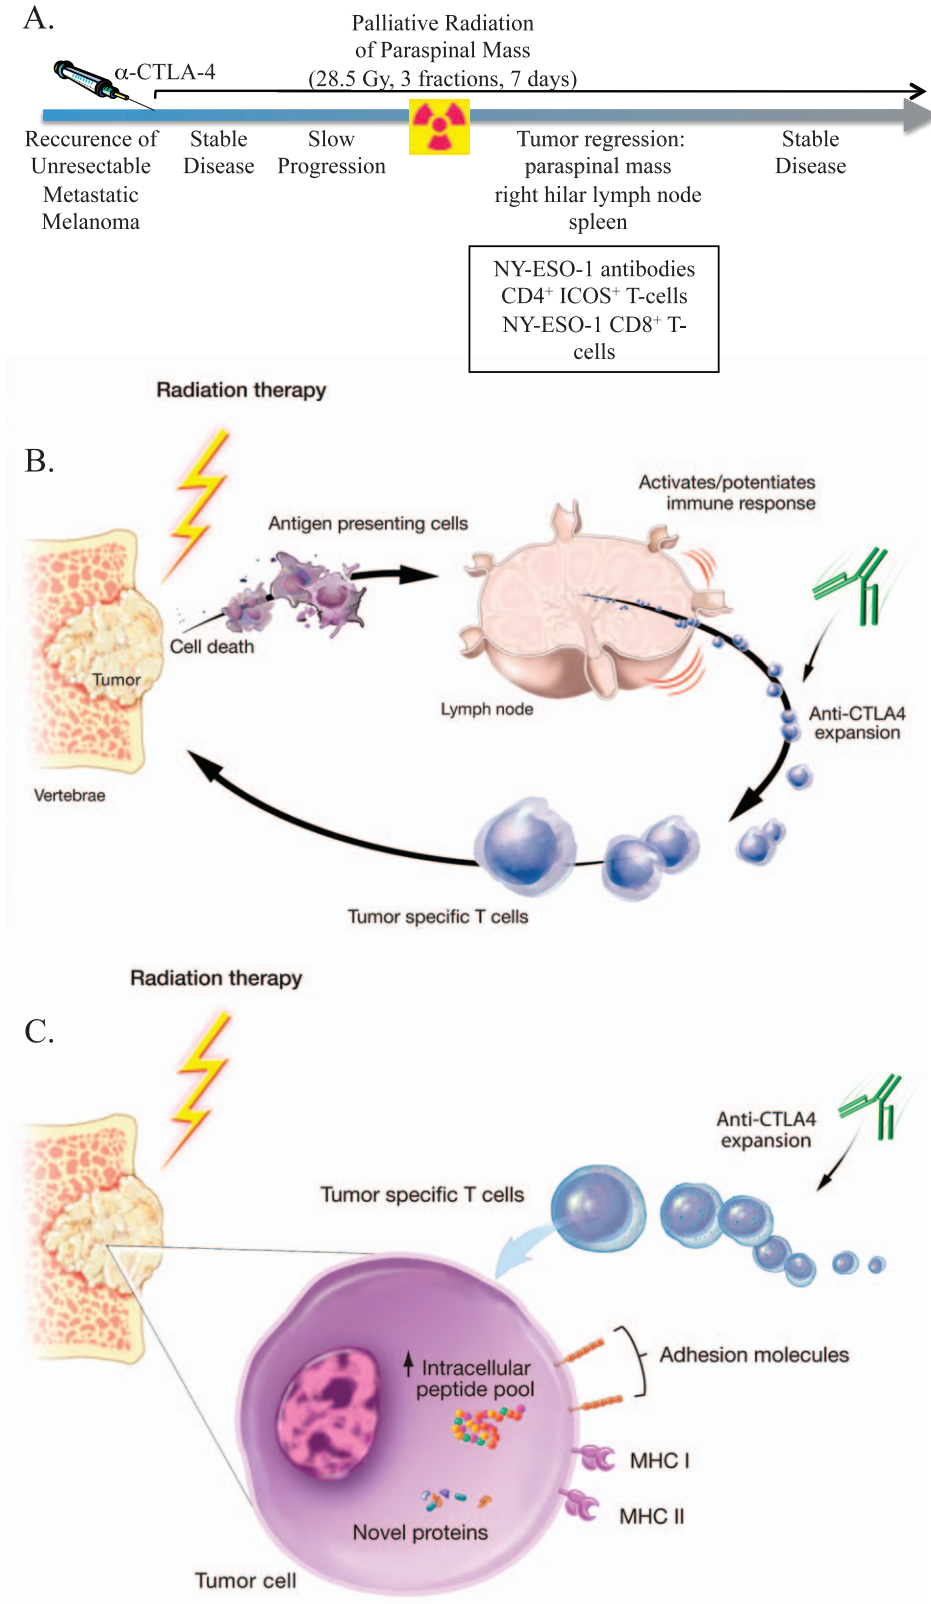 A.
Palliative Radiation
of Paraspinal Mass
(28.5 Gy, 3 fractions, 7 days)
α-CTLA-4
Reccurence of
Unresectable
Metastatic
Melanoma
Stable
Disease
Slow
Progression
Tumor regression:
paraspinal mass
right hilar lymph node
spleen
Stable
Disease
NY-ESO-1 antibodies
CD4⁺ ICOS⁺ T-cells
NY-ESO-1 CD8⁺ T-
cells
Radiation therapy
B.
Activates/potentiates
immune response
Antigen presenting cells
Cell death
Tumor
Lymph node
Anti-CTLA4
expansion
Vertebrae
Tumor specific T cells
Radiation therapy
C.
Anti-CTLA4
expansion
Tumor specific T cells
Intracellular
peptide pool
Adhesion molecules
MHC I
MHC II
Novel proteins
Tumor cell